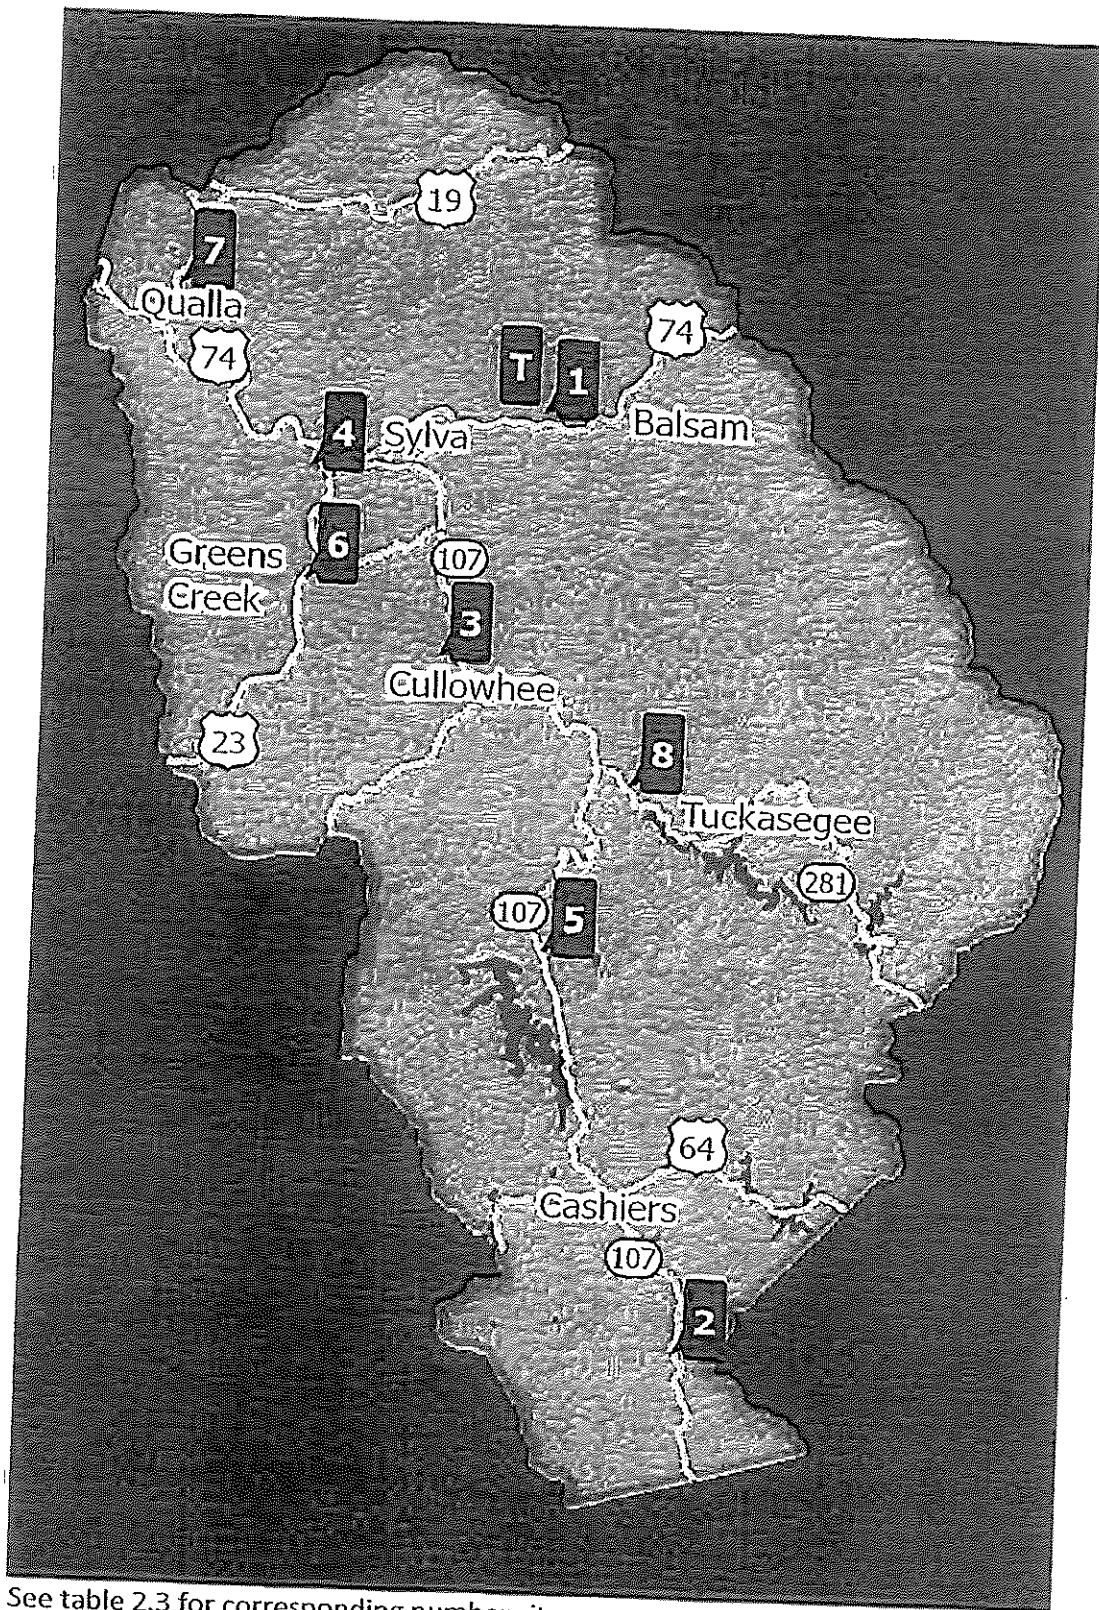 19
7
Qualla
74
74
T
1
4
Sylva
Balsam
Greens
Creek
6
107
3
Cullowhee
23
8
Tuckasegee
281
107
5
64
Cashiers
107
2
See table 2.3 for corresponding number